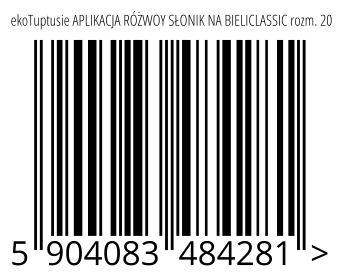 ekoTuptusie APLIKACJA RÓŻWOY SŁONIK NA BIELICLASSIC rozm. 20
5 904083 484281 >